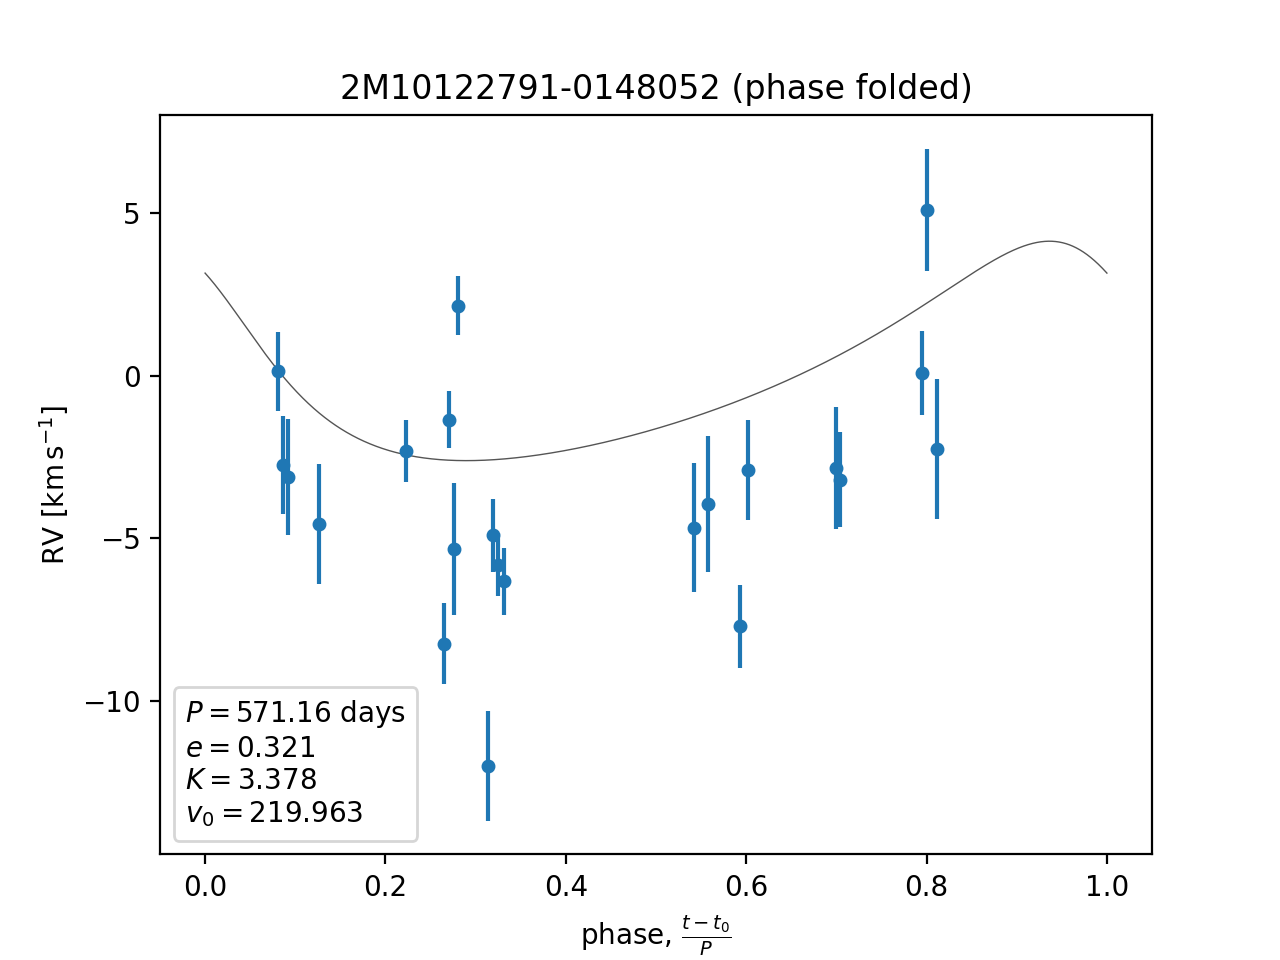 2M10122791-0148052 (phase folded)
RV [km s⁻¹]
5
0
−5
−10
P = 571.16 days
e = 0.321
K = 3.378
v₀ = 219.963
0.0 0.2 0.4 0.6 0.8 1.0
phase, (t − t₀)/P